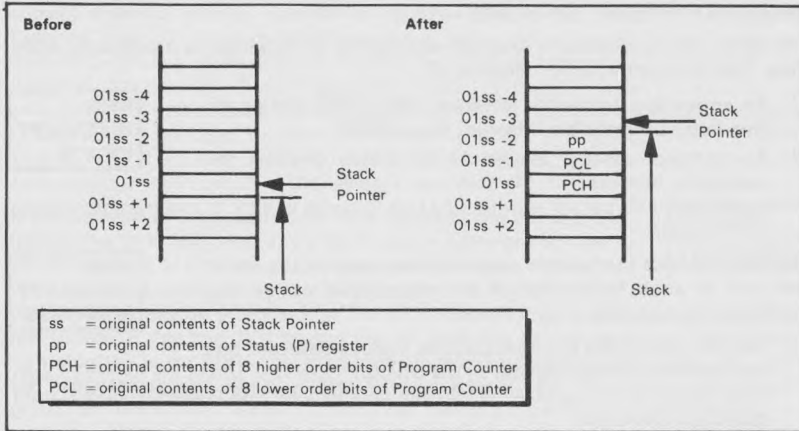 Before
After
01ss -4
01ss -3
01ss -2
01ss -1
01ss
01ss +1
01ss +2
Stack
Pointer
Stack
01ss -4
01ss -3
01ss -2
01ss -1
01ss
01ss +1
01ss +2
pp
PCL
PCH
Stack
Pointer
Stack
ss = original contents of Stack Pointer
pp = original contents of Status (P) register
PCH = original contents of 8 higher order bits of Program Counter
PCL = original contents of 8 lower order bits of Program Counter